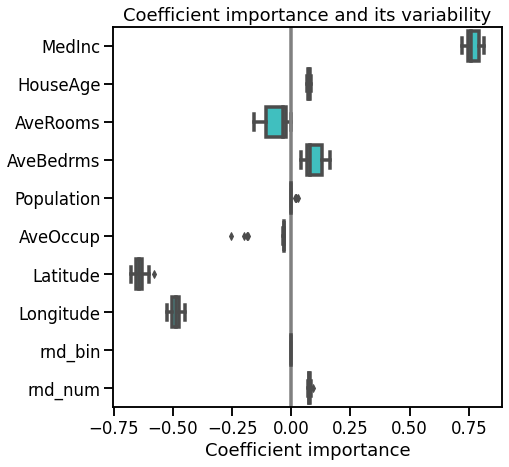 Coefficient importance and its variability
MedInc
HouseAge
AveRooms
AveBedrms
Population
AveOccup
Latitude
Longitude
rnd_bin
rnd_num
−0.75 −0.50 −0.25 0.00 0.25 0.50 0.75
Coefficient importance